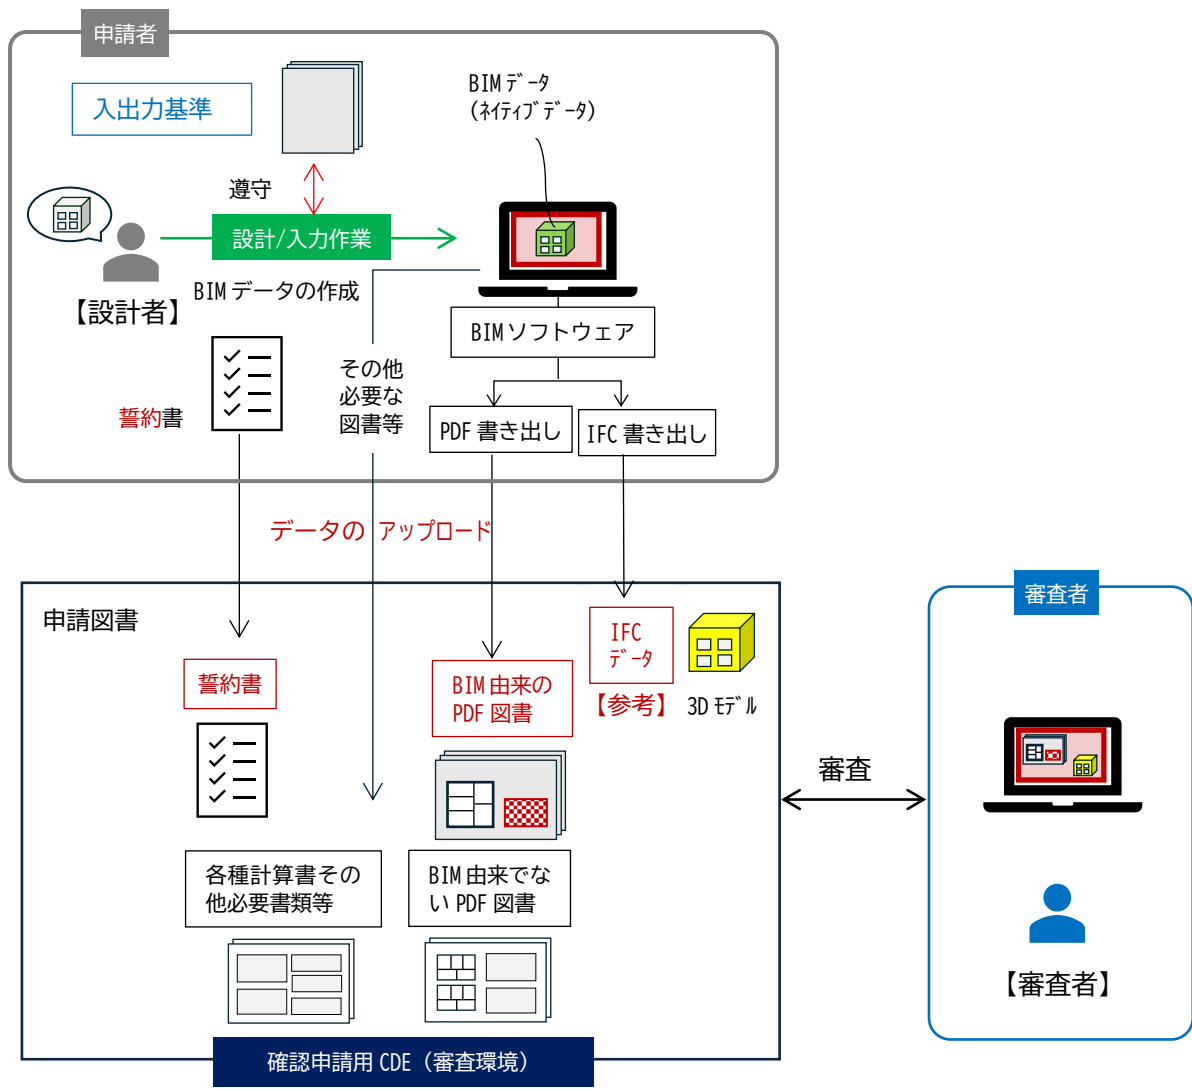 申請者
入出力基準
BIMデータ
(ネイティブデータ)
遵守
設計/入力作業
BIMデータの作成
【設計者】
BIMソフトウェア
その他
必要な
図書等
誓約書
PDF書き出し
IFC書き出し
データの アップロード
申請図書
審査者
IFC
データ
誓約書
BIM由来の
PDF図書
【参考】
3Dモデル
審査
各種計算書その
他必要書類等
BIM由来でな
いPDF図書
【審査者】
確認申請用CDE(審査環境)